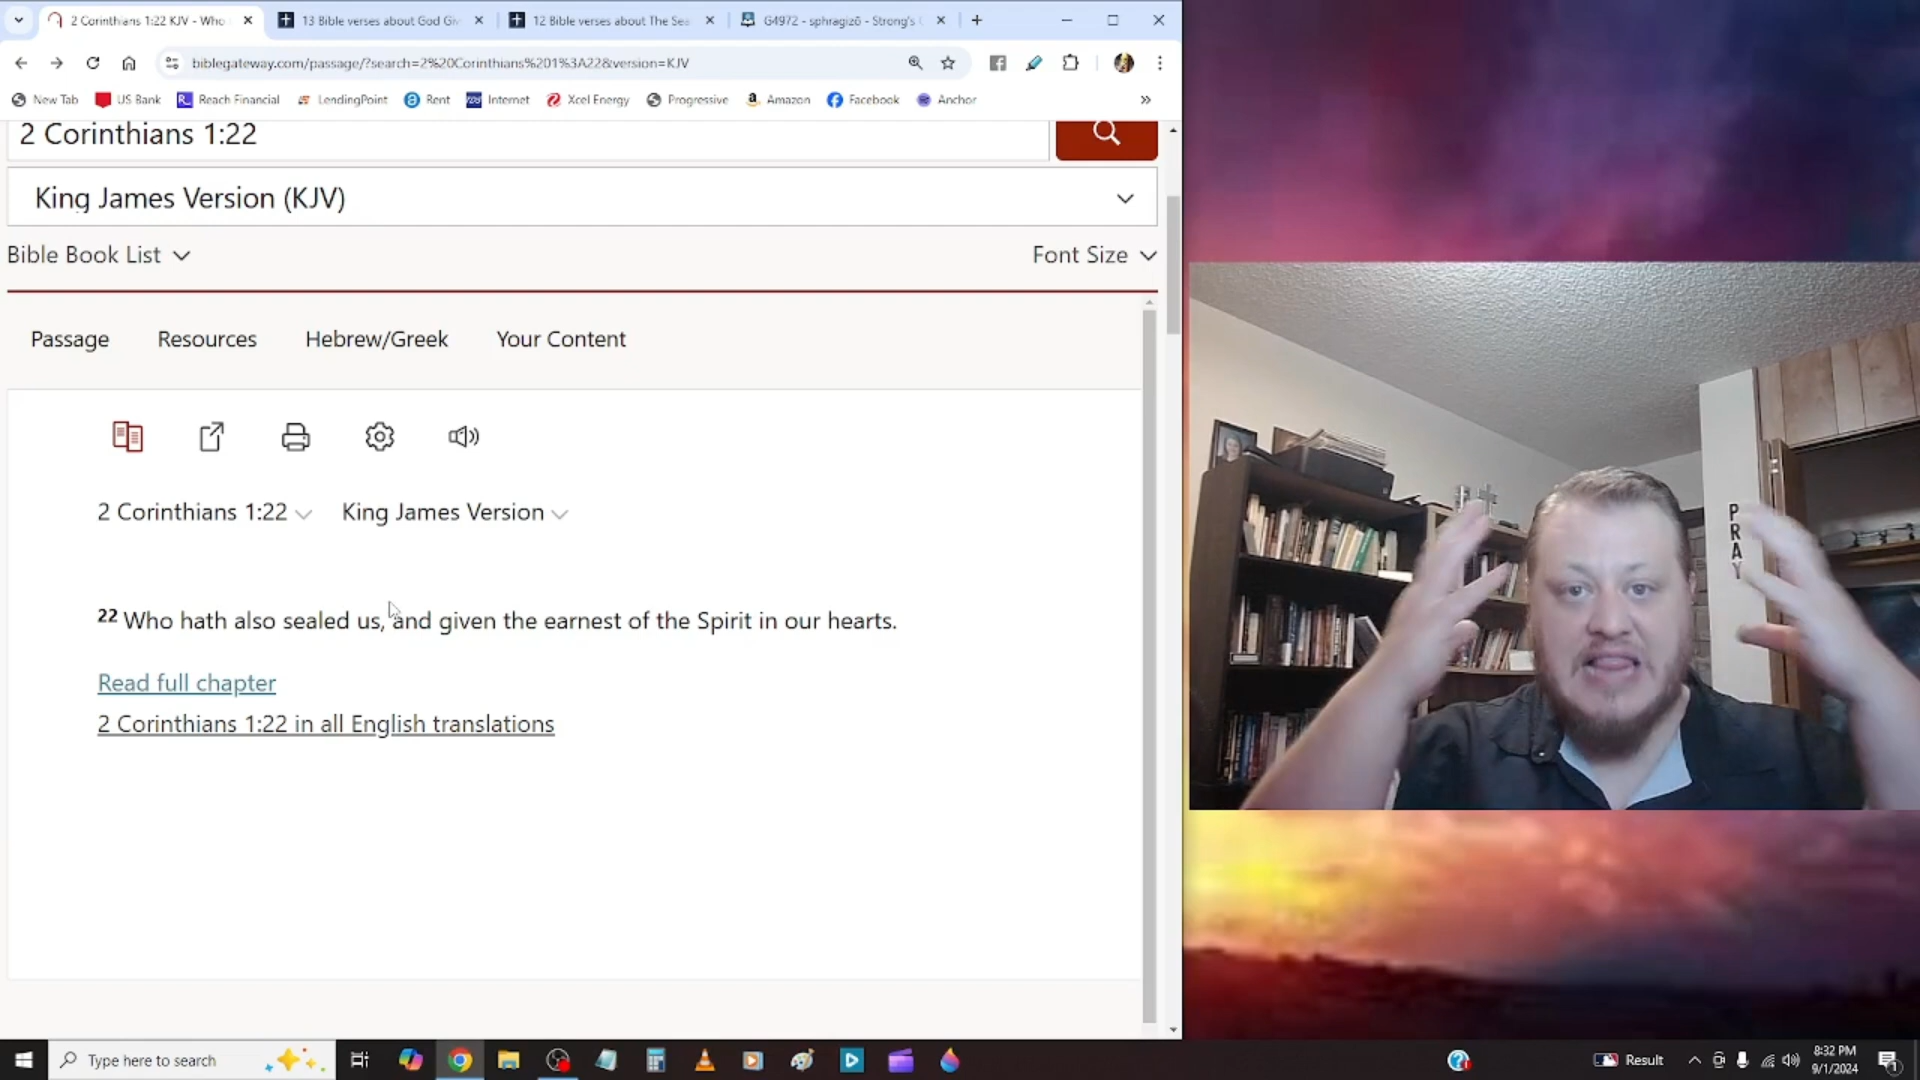 2 Corinthians 1:22 KJV - Who
13 Bible verses about God Giv
12 Bible verses about The Sea
G4972 - sphragizō - Strong's
biblegateway.com/passage/?search=2%20Corinthians%201%3A22&version=KJV
New Tab
US Bank
Reach Financial
LendingPoint
Rent
Internet
Xcel Energy
Progressive
Amazon
Facebook
Anchor
2 Corinthians 1:22
King James Version (KJV)
Bible Book List
Font Size
Passage
Resources
Hebrew/Greek
Your Content
2 Corinthians 1:22
King James Version
22 Who hath also sealed us, and given the earnest of the Spirit in our hearts.
Read full chapter
2 Corinthians 1:22 in all English translations
PRAY
Type here to search
Result
8:32 PM
9/1/2024